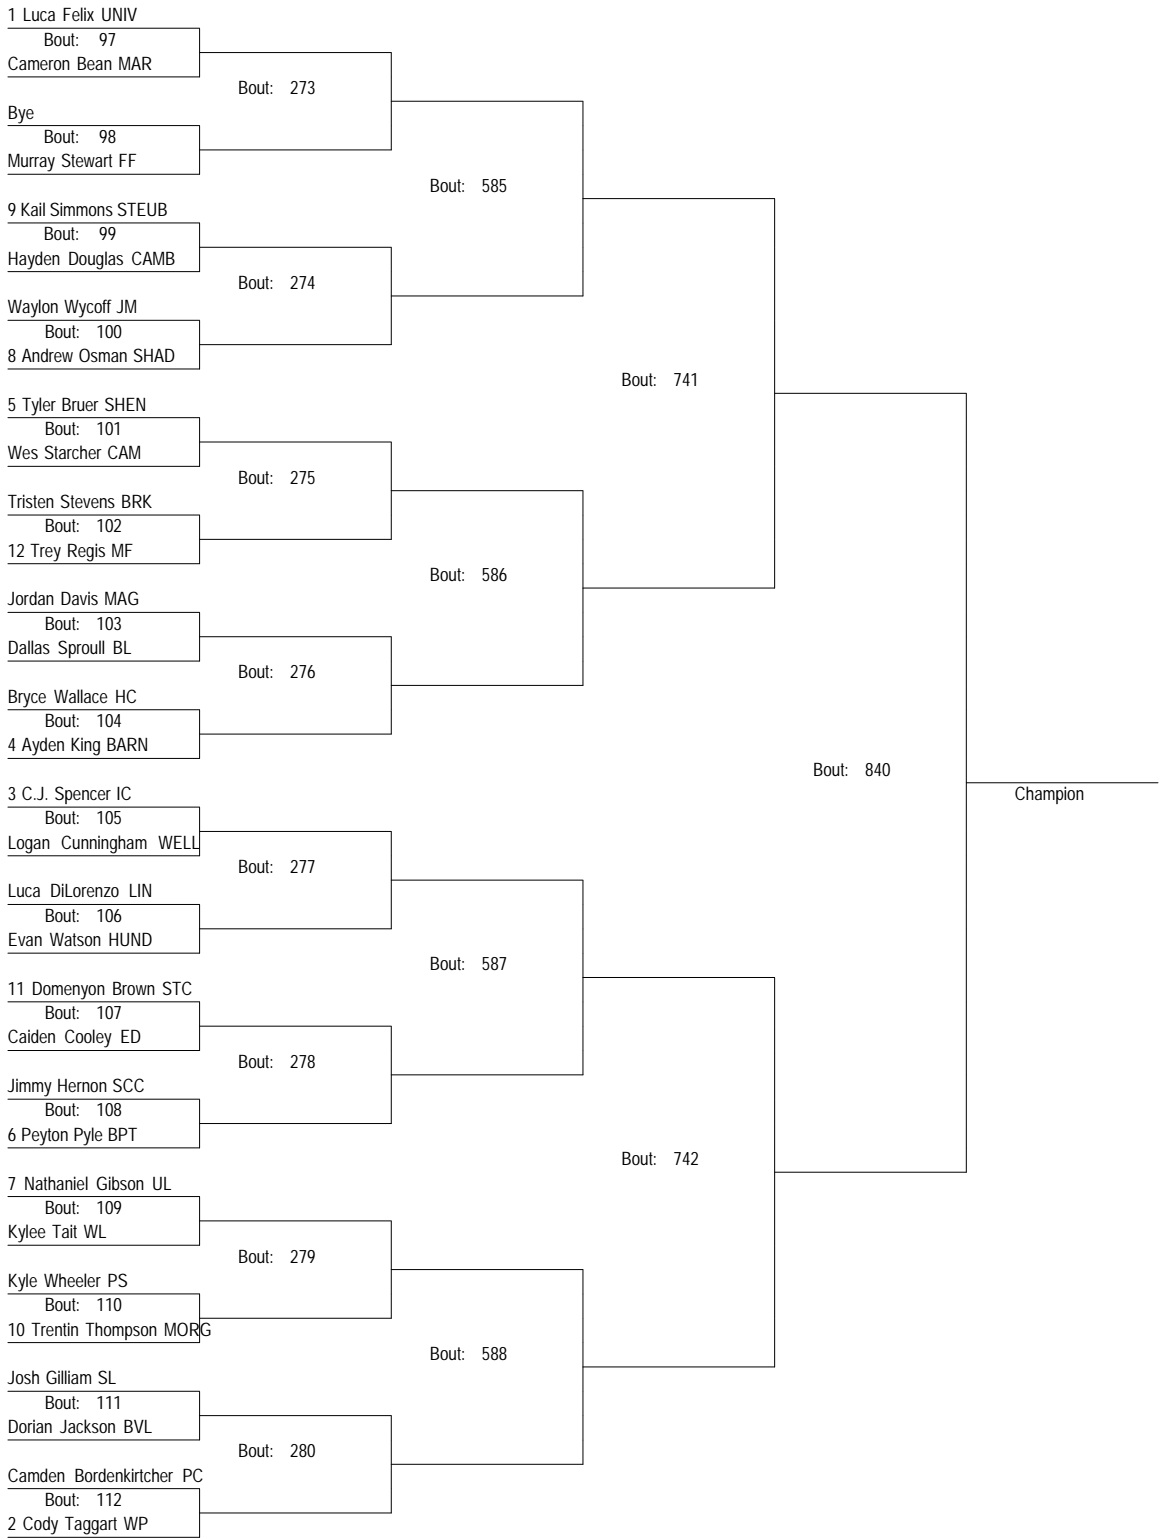 1 Luca Felix UNIV
Bout: 97
Cameron Bean MAR
Bout: 273
Bye
Bout: 98
Murray Stewart FF
Bout: 585
9 Kail Simmons STEUB
Bout: 99
Hayden Douglas CAMB
Bout: 274
Waylon Wycoff JM
Bout: 100
8 Andrew Osman SHAD
Bout: 741
5 Tyler Bruer SHEN
Bout: 101
Wes Starcher CAM
Bout: 275
Tristen Stevens BRK
Bout: 102
12 Trey Regis MF
Bout: 586
Jordan Davis MAG
Bout: 103
Dallas Sproull BL
Bout: 276
Bryce Wallace HC
Bout: 104
4 Ayden King BARN
Bout: 840
3 C.J. Spencer IC
Champion
Bout: 105
Logan Cunningham WELL
Bout: 277
Luca DiLorenzo LIN
Bout: 106
Evan Watson HUND
Bout: 587
11 Domenyon Brown STC
Bout: 107
Caiden Cooley ED
Bout: 278
Jimmy Hernon SCC
Bout: 108
6 Peyton Pyle BPT
Bout: 742
7 Nathaniel Gibson UL
Bout: 109
Kylee Tait WL
Bout: 279
Kyle Wheeler PS
Bout: 110
10 Trentin Thompson MORG
Bout: 588
Josh Gilliam SL
Bout: 111
Dorian Jackson BVL
Bout: 280
Camden Bordenkirtcher PC
Bout: 112
2 Cody Taggart WP